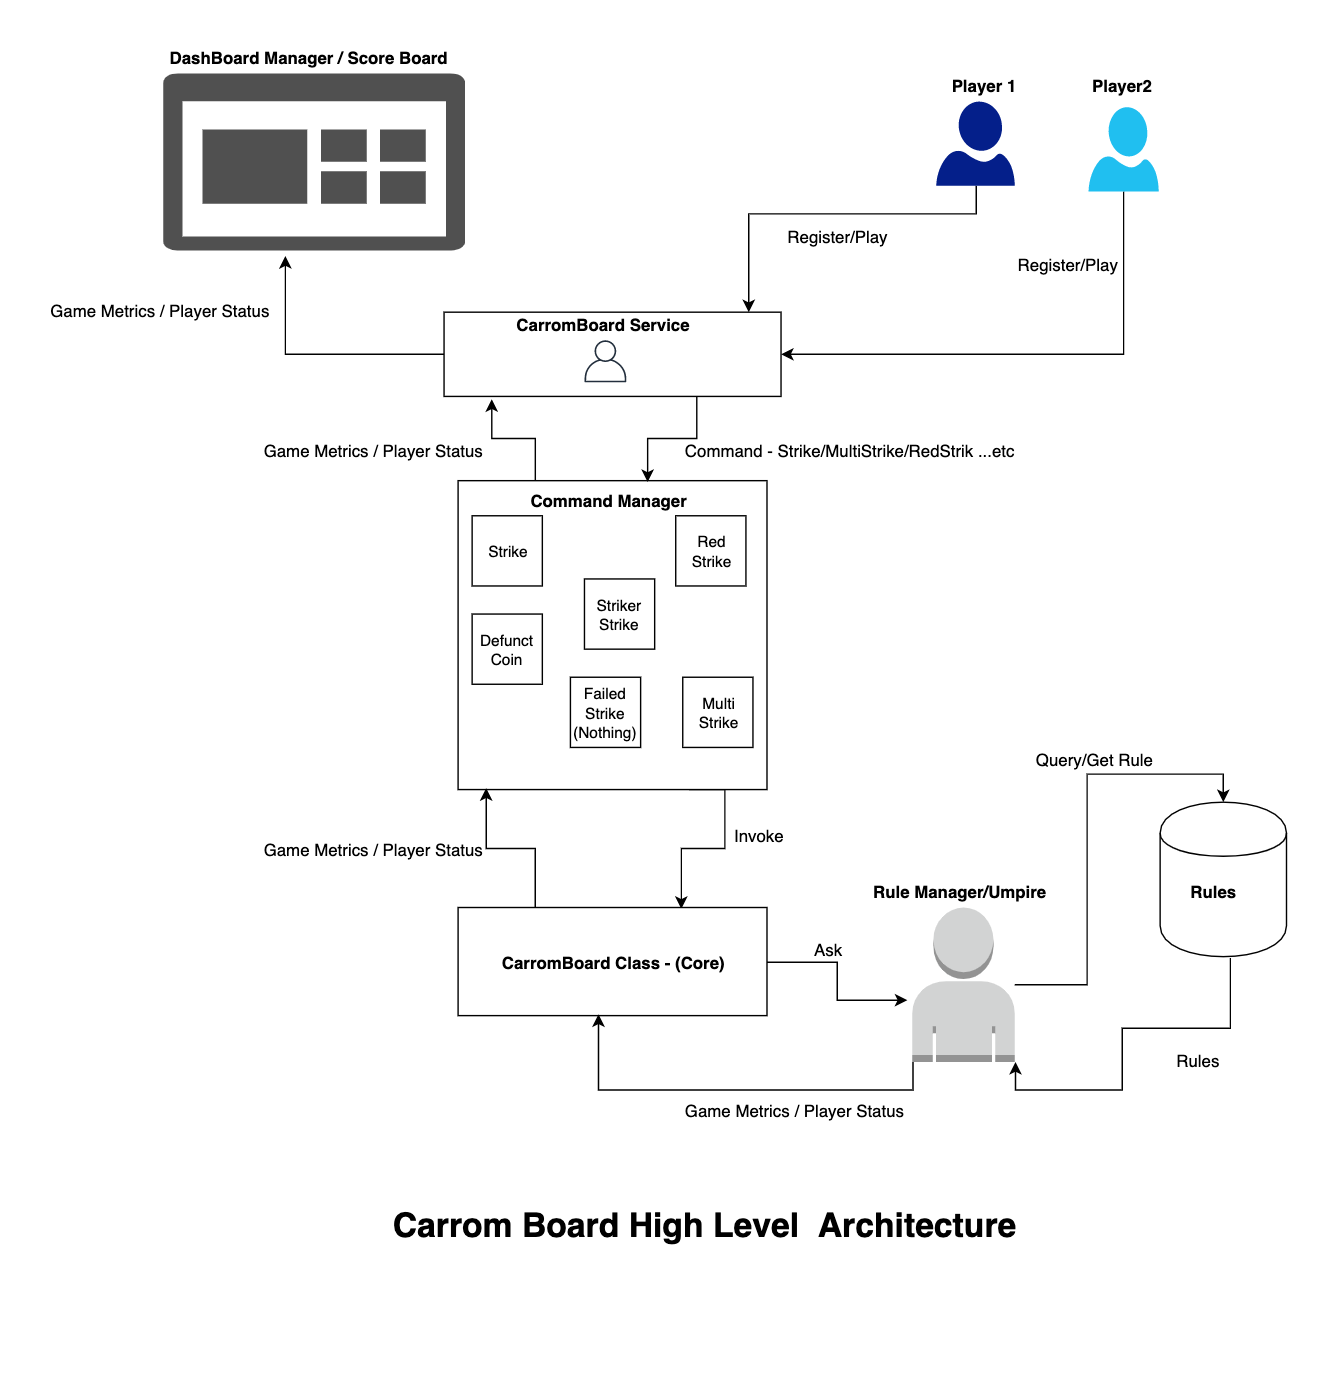 DashBoard Manager / Score Board
Player 1
Player2
Register/Play
Register/Play
Game Metrics / Player Status
CarromBoard Service
Game Metrics / Player Status
Command - Strike/MultiStrike/RedStrik ...etc
Command Manager
Strike
Red
Strike
Striker
Strike
Defunct
Coin
Failed
Strike
(Nothing)
Multi
Strike
Query/Get Rule
Invoke
Game Metrics / Player Status
Rule Manager/Umpire
Rules
Ask
CarromBoard Class - (Core)
Rules
Game Metrics / Player Status
Carrom Board High Level  Architecture